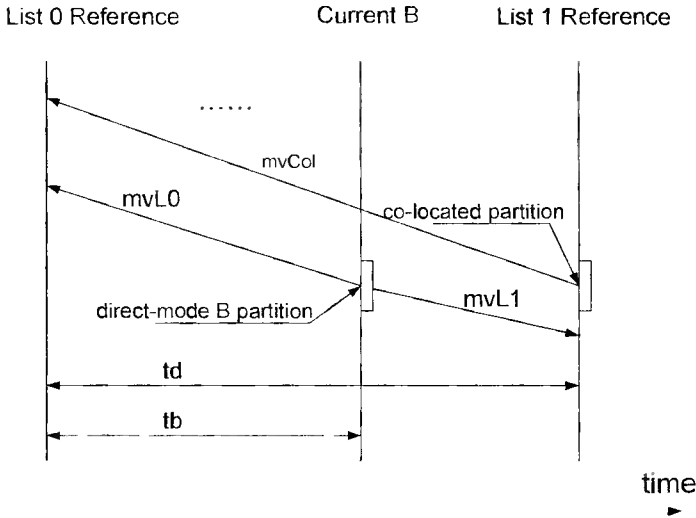 List 0 Reference
Current B
List 1 Reference
......
mvCol
mvL0
co-located partition
mvL1
direct-mode B partition
td
tb
time